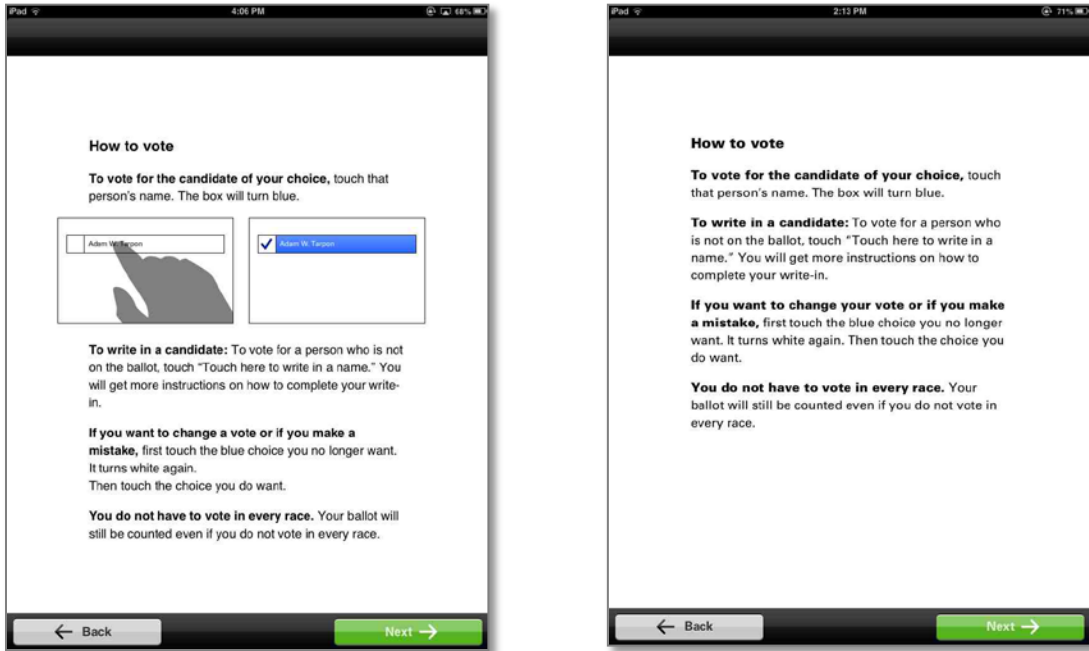 iPad 4:06 PM 68%
How to vote
To vote for the candidate of your choice, touch that
person's name. The box will turn blue.
Adam W. Tarpon
Adam W. Tarpon
To write in a candidate: To vote for a person who is not
on the ballot, touch “Touch here to write in a name.” You
will get more instructions on how to complete your write-
in.
If you want to change a vote or if you make a
mistake, first touch the blue choice you no longer want.
It turns white again.
Then touch the choice you do want.
You do not have to vote in every race. Your ballot will
still be counted even if you do not vote in every race.
Back
Next
iPad 2:13 PM 71%
How to vote
To vote for the candidate of your choice, touch
that person's name. The box will turn blue.
To write in a candidate: To vote for a person who
is not on the ballot, touch “Touch here to write in a
name.” You will get more instructions on how to
complete your write-in.
If you want to change your vote or if you make
a mistake, first touch the blue choice you no longer
want. It turns white again. Then touch the choice you
do want.
You do not have to vote in every race. Your
ballot will still be counted even if you do not vote in
every race.
Back
Next